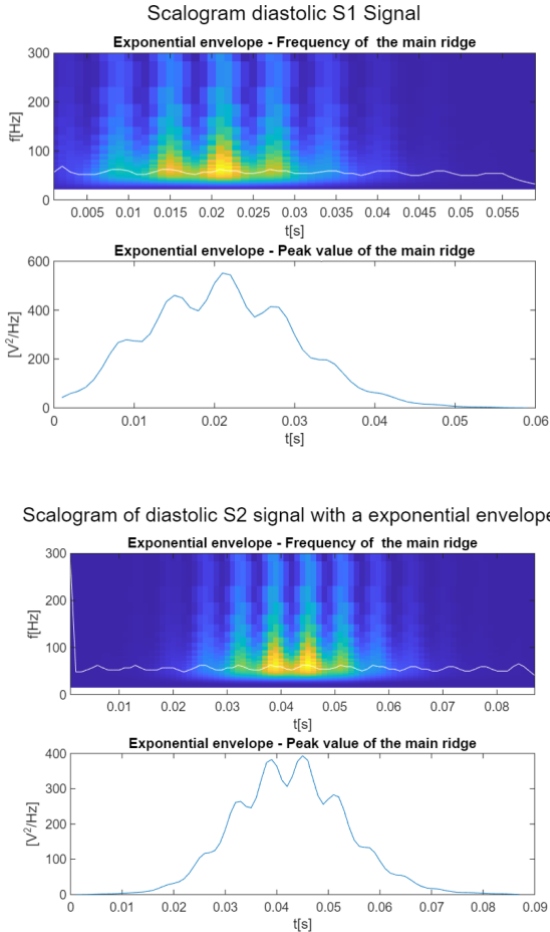 Scalogram diastolic S1 Signal
Exponential envelope - Frequency of  the main ridge
300
200
100
0
f[Hz]
0.005 0.01 0.015 0.02 0.025 0.03 0.035 0.04 0.045 0.05 0.055
t[s]
Exponential envelope - Peak value of the main ridge
600
400
200
0
[V²/Hz]
0 0.01 0.02 0.03 0.04 0.05 0.06
t[s]
Scalogram of diastolic S2 signal with a exponential envelope
Exponential envelope - Frequency of  the main ridge
300
200
100
0
f[Hz]
0.01 0.02 0.03 0.04 0.05 0.06 0.07 0.08
t[s]
Exponential envelope - Peak value of the main ridge
400
300
200
100
0
[V²/Hz]
0 0.01 0.02 0.03 0.04 0.05 0.06 0.07 0.08 0.09
t[s]